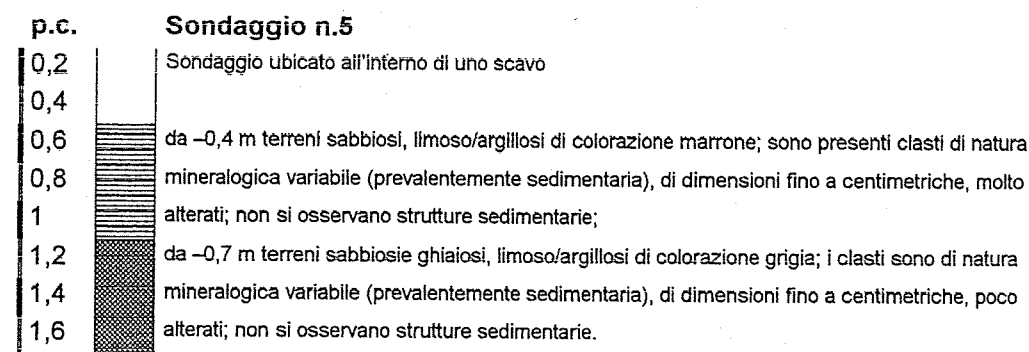 p.c. Sondaggio n.5
0,2 Sondaggio ubicato all'interno di uno scavo
0,4
0,6 da –0,4 m terreni sabbiosi, limoso/argillosi di colorazione marrone; sono presenti clasti di natura
0,8 mineralogica variabile (prevalentemente sedimentaria), di dimensioni fino a centimetriche, molto
1 alterati; non si osservano strutture sedimentarie;
1,2 da –0,7 m terreni sabbiosie ghiaiosi, limoso/argillosi di colorazione grigia; i clasti sono di natura
1,4 mineralogica variabile (prevalentemente sedimentaria), di dimensioni fino a centimetriche, poco
1,6 alterati; non si osservano strutture sedimentarie.